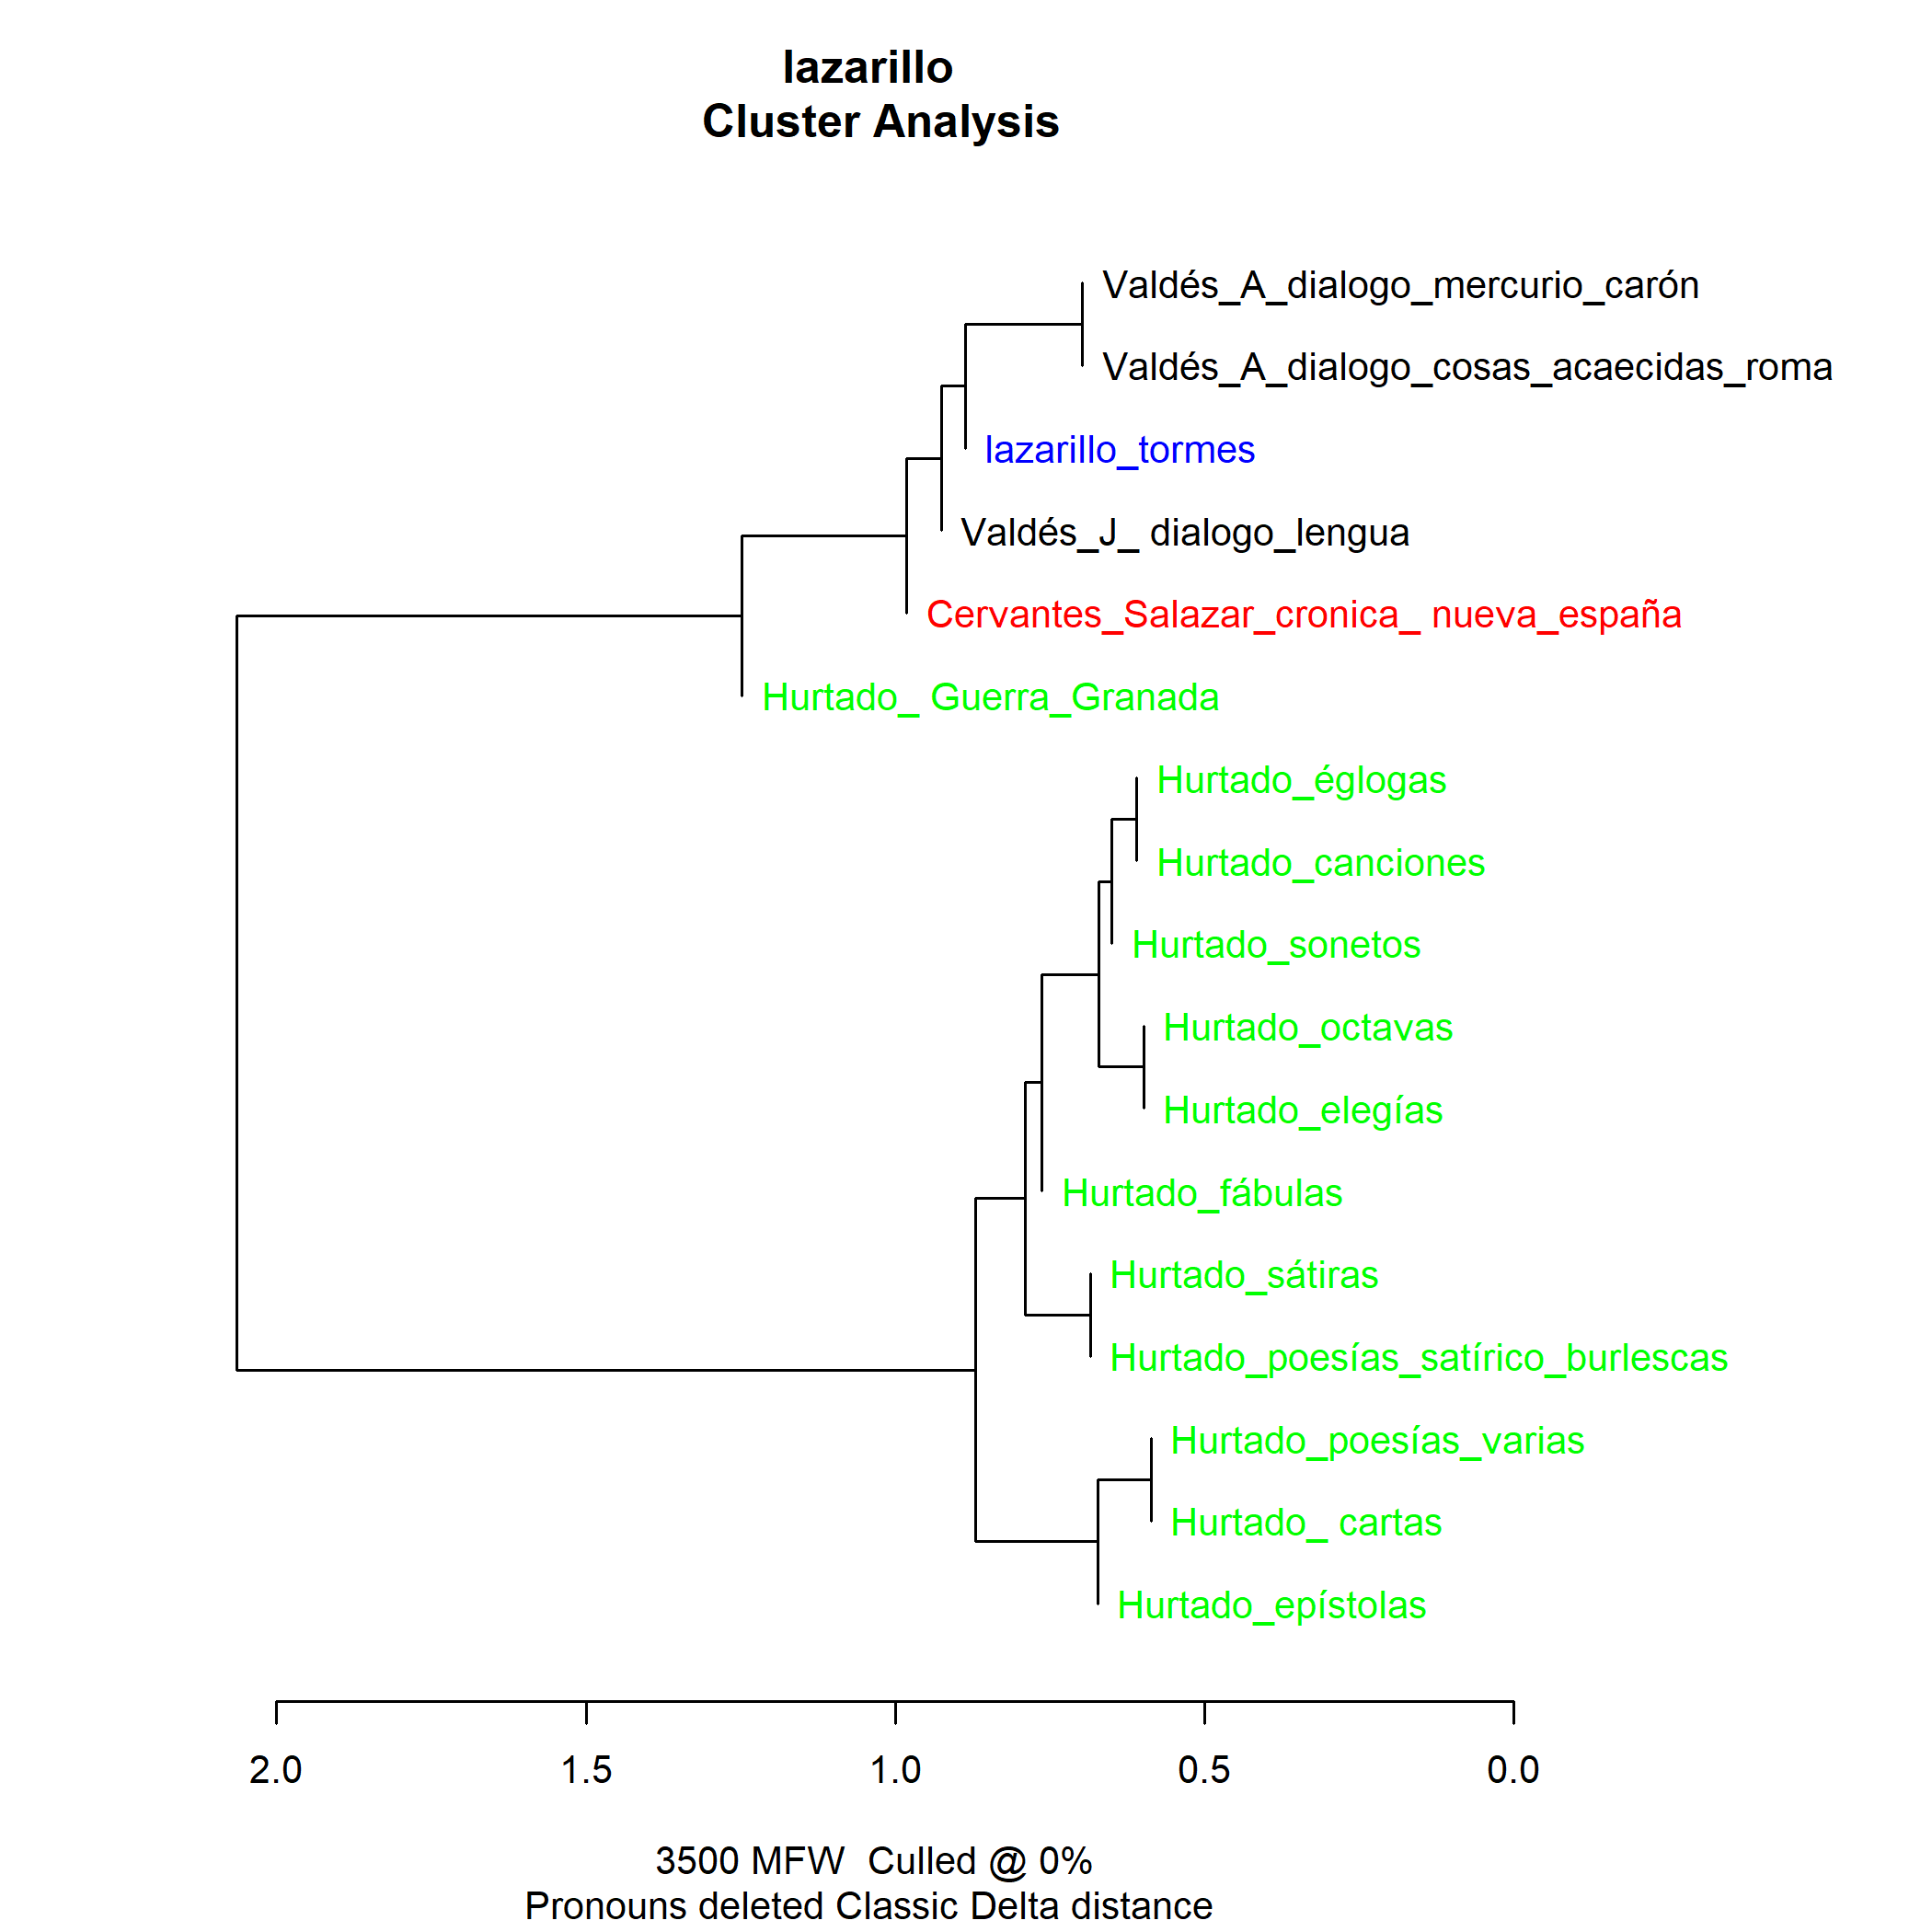 lazarillo
Cluster Analysis
Valdés_A_dialogo_mercurio_carón
Valdés_A_dialogo_cosas_acaecidas_roma
lazarillo_tormes
Valdés_J_ dialogo_lengua
Cervantes_Salazar_cronica_ nueva_españa
Hurtado_ Guerra_Granada
Hurtado_églogas
Hurtado_canciones
Hurtado_sonetos
Hurtado_octavas
Hurtado_elegías
Hurtado_fábulas
Hurtado_sátiras
Hurtado_poesías_satírico_burlescas
Hurtado_poesías_varias
Hurtado_ cartas
Hurtado_epístolas
2.0 1.5 1.0 0.5 0.0
3500 MFW  Culled @ 0%
Pronouns deleted Classic Delta distance